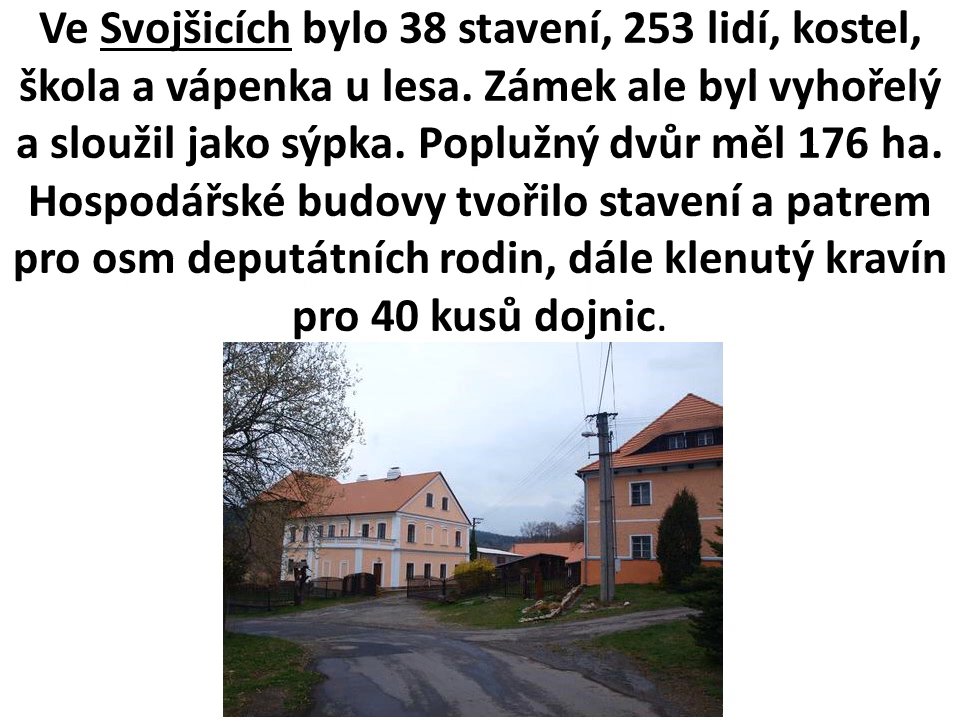 Ve Svojšicích bylo 38 stavení, 253 lidí, kostel,
škola a vápenka u lesa. Zámek ale byl vyhořelý
a sloužil jako sýpka. Poplužný dvůr měl 176 ha.
Hospodářské budovy tvořilo stavení a patrem
pro osm deputátních rodin, dále klenutý kravín
pro 40 kusů dojnic.